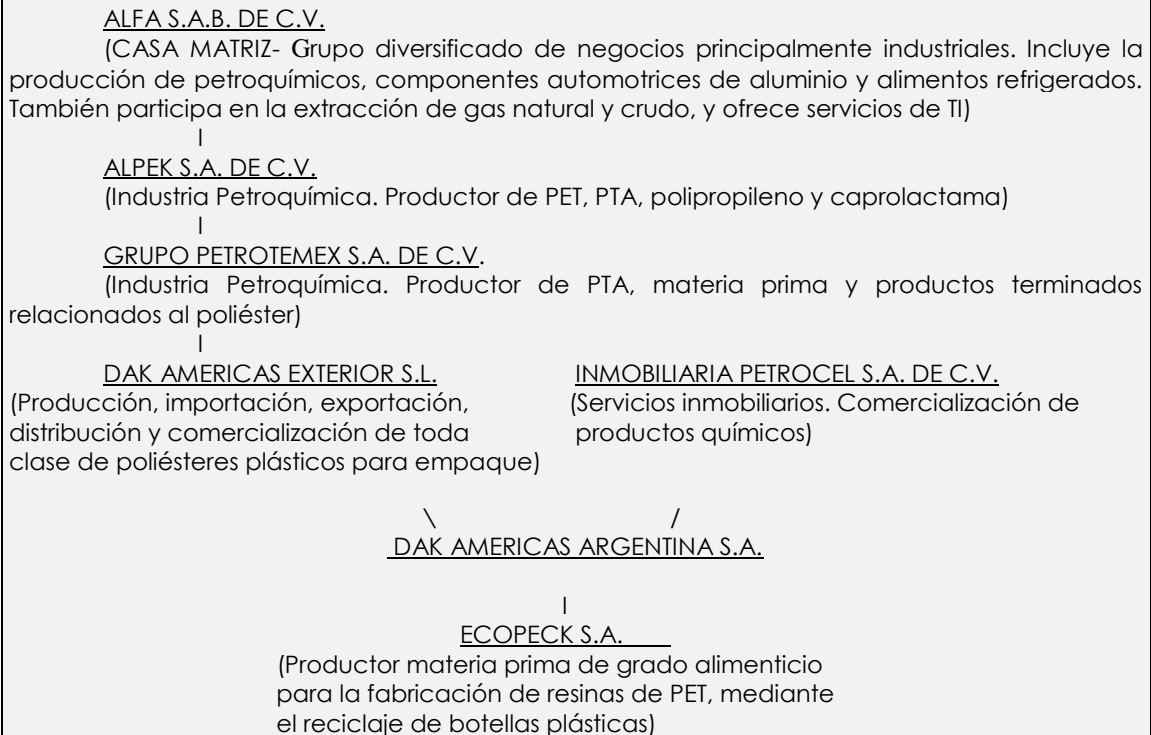 ALFA S.A.B. DE C.V.
(CASA MATRIZ- Grupo diversificado de negocios principalmente industriales. Incluye la
producción de petroquímicos, componentes automotrices de aluminio y alimentos refrigerados.
También participa en la extracción de gas natural y crudo, y ofrece servicios de TI)
I
ALPEK S.A. DE C.V.
(Industria Petroquímica. Productor de PET, PTA, polipropileno y caprolactama)
I
GRUPO PETROTEMEX S.A. DE C.V.
(Industria Petroquímica. Productor de PTA, materia prima y productos terminados
relacionados al poliéster)
I
DAK AMERICAS EXTERIOR S.L. INMOBILIARIA PETROCEL S.A. DE C.V.
(Producción, importación, exportación, (Servicios inmobiliarios. Comercialización de
distribución y comercialización de toda productos químicos)
clase de poliésteres plásticos para empaque)
\ /
DAK AMERICAS ARGENTINA S.A.
I
ECOPECK S.A.
(Productor materia prima de grado alimenticio
para la fabricación de resinas de PET, mediante
el reciclaje de botellas plásticas)